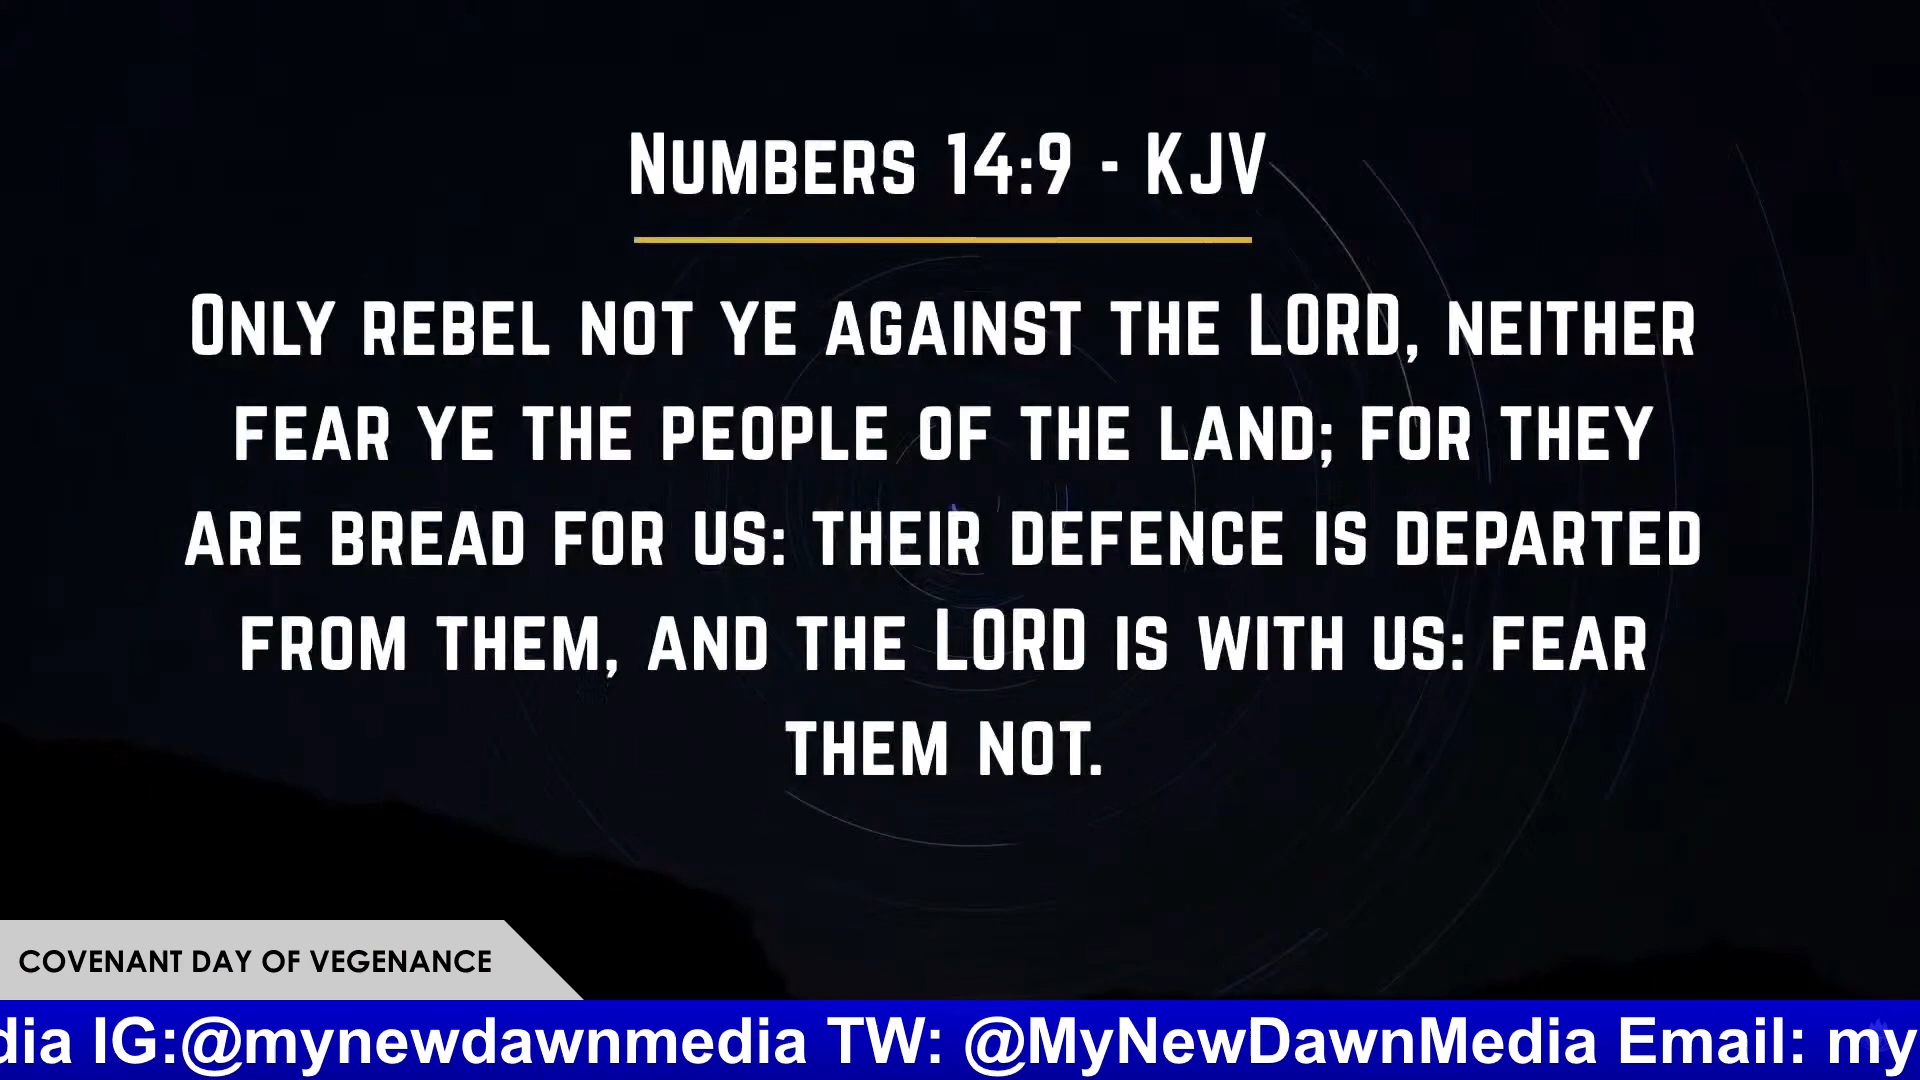 Numbers 14:9 - KJV
Only rebel not ye against the LORD, neither
fear ye the people of the land; for they
are bread for us: their defence is departed
from them, and the LORD is with us: fear
them not.
COVENANT DAY OF VEGENANCE
dia IG:@mynewdawnmedia TW: @MyNewDawnMedia Email: my